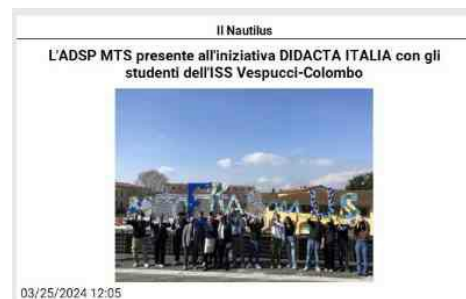 Il Nautilus
L'ADSP MTS presente all'iniziativa DIDACTA ITALIA con gli
studenti dell'ISS Vespucci-Colombo
03/25/2024 12:05